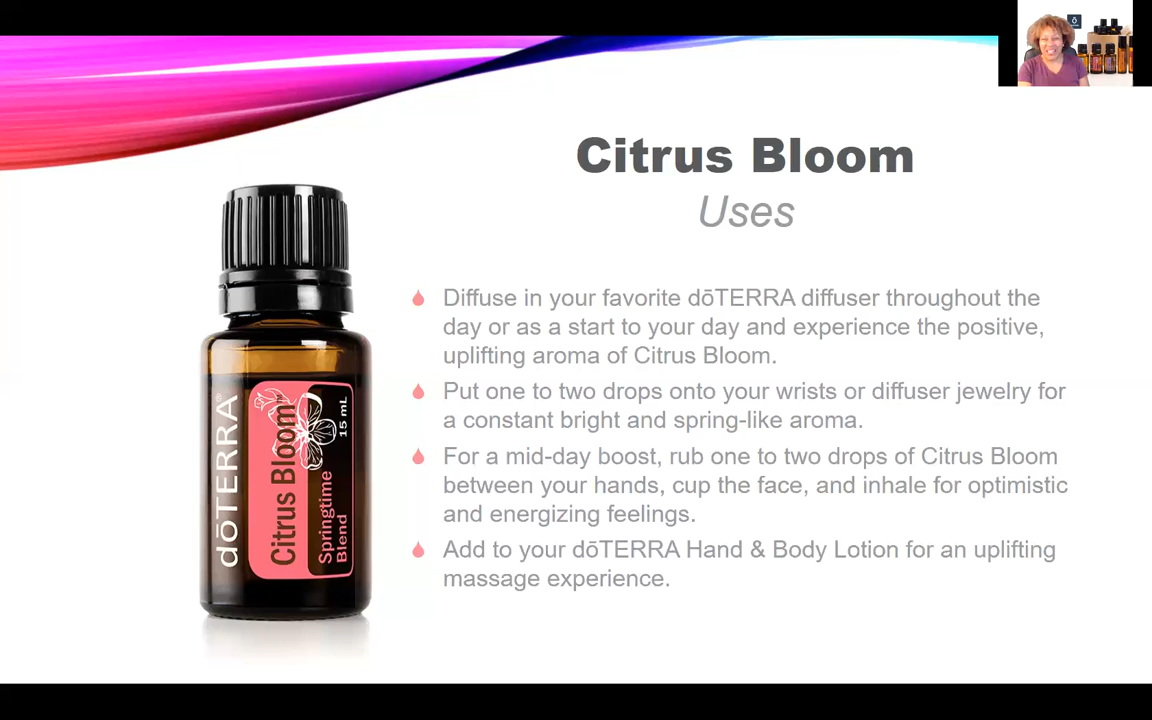 Citrus Bloom
Uses
Diffuse in your favorite dōTERRA diffuser throughout the
day or as a start to your day and experience the positive,
uplifting aroma of Citrus Bloom.
Put one to two drops onto your wrists or diffuser jewelry for
a constant bright and spring-like aroma.
For a mid-day boost, rub one to two drops of Citrus Bloom
between your hands, cup the face, and inhale for optimistic
and energizing feelings.
Add to your dōTERRA Hand & Body Lotion for an uplifting
massage experience.
dōTERRA®
Citrus Bloom™
Springtime
Blend
15 mL